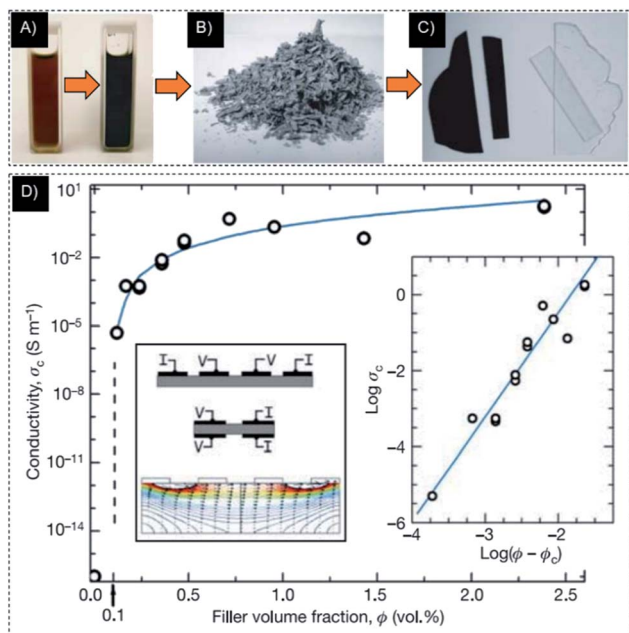 A)
B)
C)
D)
10¹
10⁻²
10⁻⁵
10⁻⁸
10⁻¹¹
10⁻¹⁴
Conductivity, σc (S m⁻¹)
I V V I
V I
V I
0
−2
−4
−6
Log σc
−4 −3 −2
Log(ϕ − ϕc)
0.0 0.5 1.0 1.5 2.0 2.5
0.1
Filler volume fraction, ϕ (vol.%)